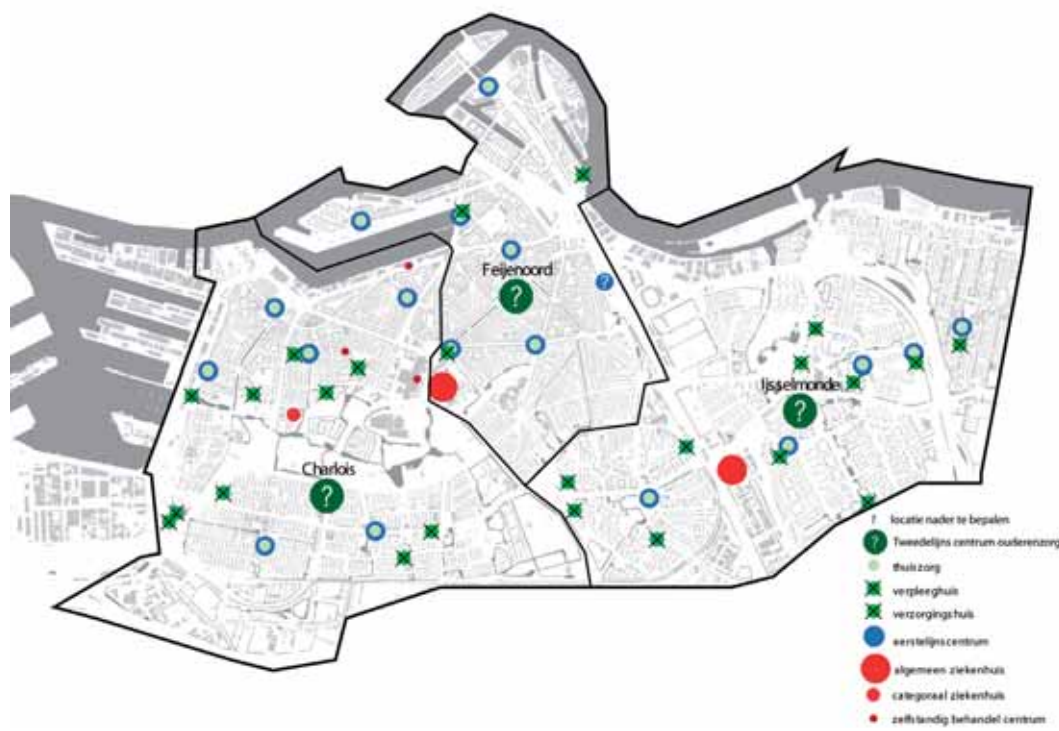 Feijenoord
?
?
Ijsselmonde
?
Charlois
?
? locatie nader te bepalen
? Tweedelijns centrum ouderenzorg
thuiszorg
verpleeghuis
verzorgingshuis
eerstelijnscentrum
algemeen ziekenhuis
categoraal ziekenhuis
zelfstandig behandel centrum